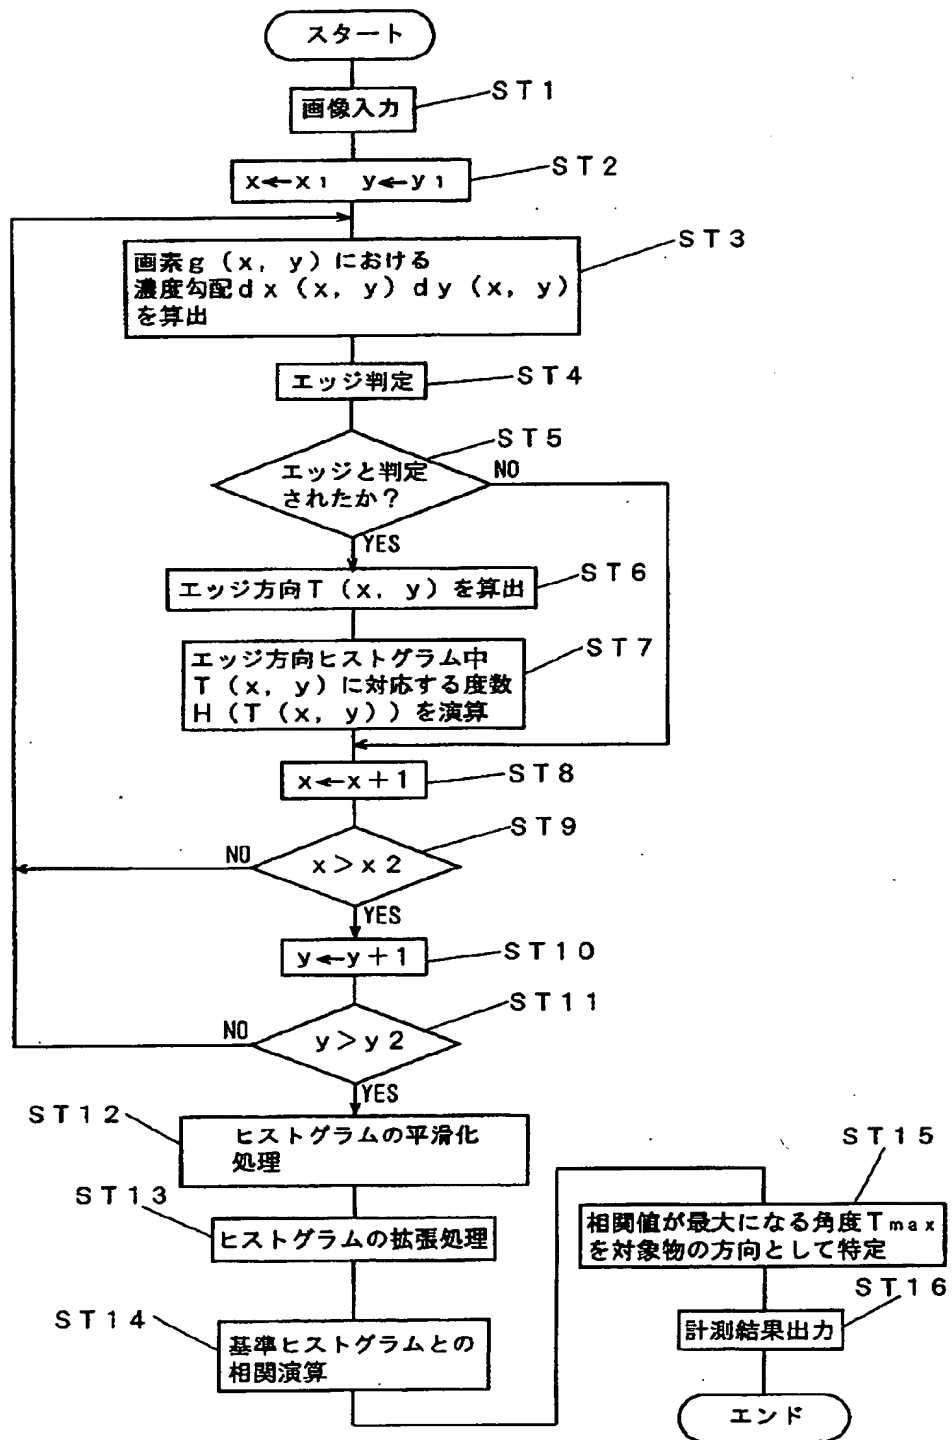 スタート
画像入力
ST1
x←x1 y←y1
ST2
画素g(x, y)における
濃度勾配dx(x, y)dy(x, y)
を算出
ST3
エッジ判定
ST4
エッジと判定
されたか?
ST5
NO
YES
エッジ方向T(x, y)を算出
ST6
エッジ方向ヒストグラム中
T(x, y)に対応する度数
H(T(x, y))を演算
ST7
x←x+1
ST8
x>x2
ST9
NO
YES
y←y+1
ST10
y>y2
ST11
NO
YES
ST12
ヒストグラムの平滑化
処理
ST13
ヒストグラムの拡張処理
ST14
基準ヒストグラムとの
相関演算
ST15
相関値が最大になる角度Tmax
を対象物の方向として特定
ST16
計測結果出力
エンド